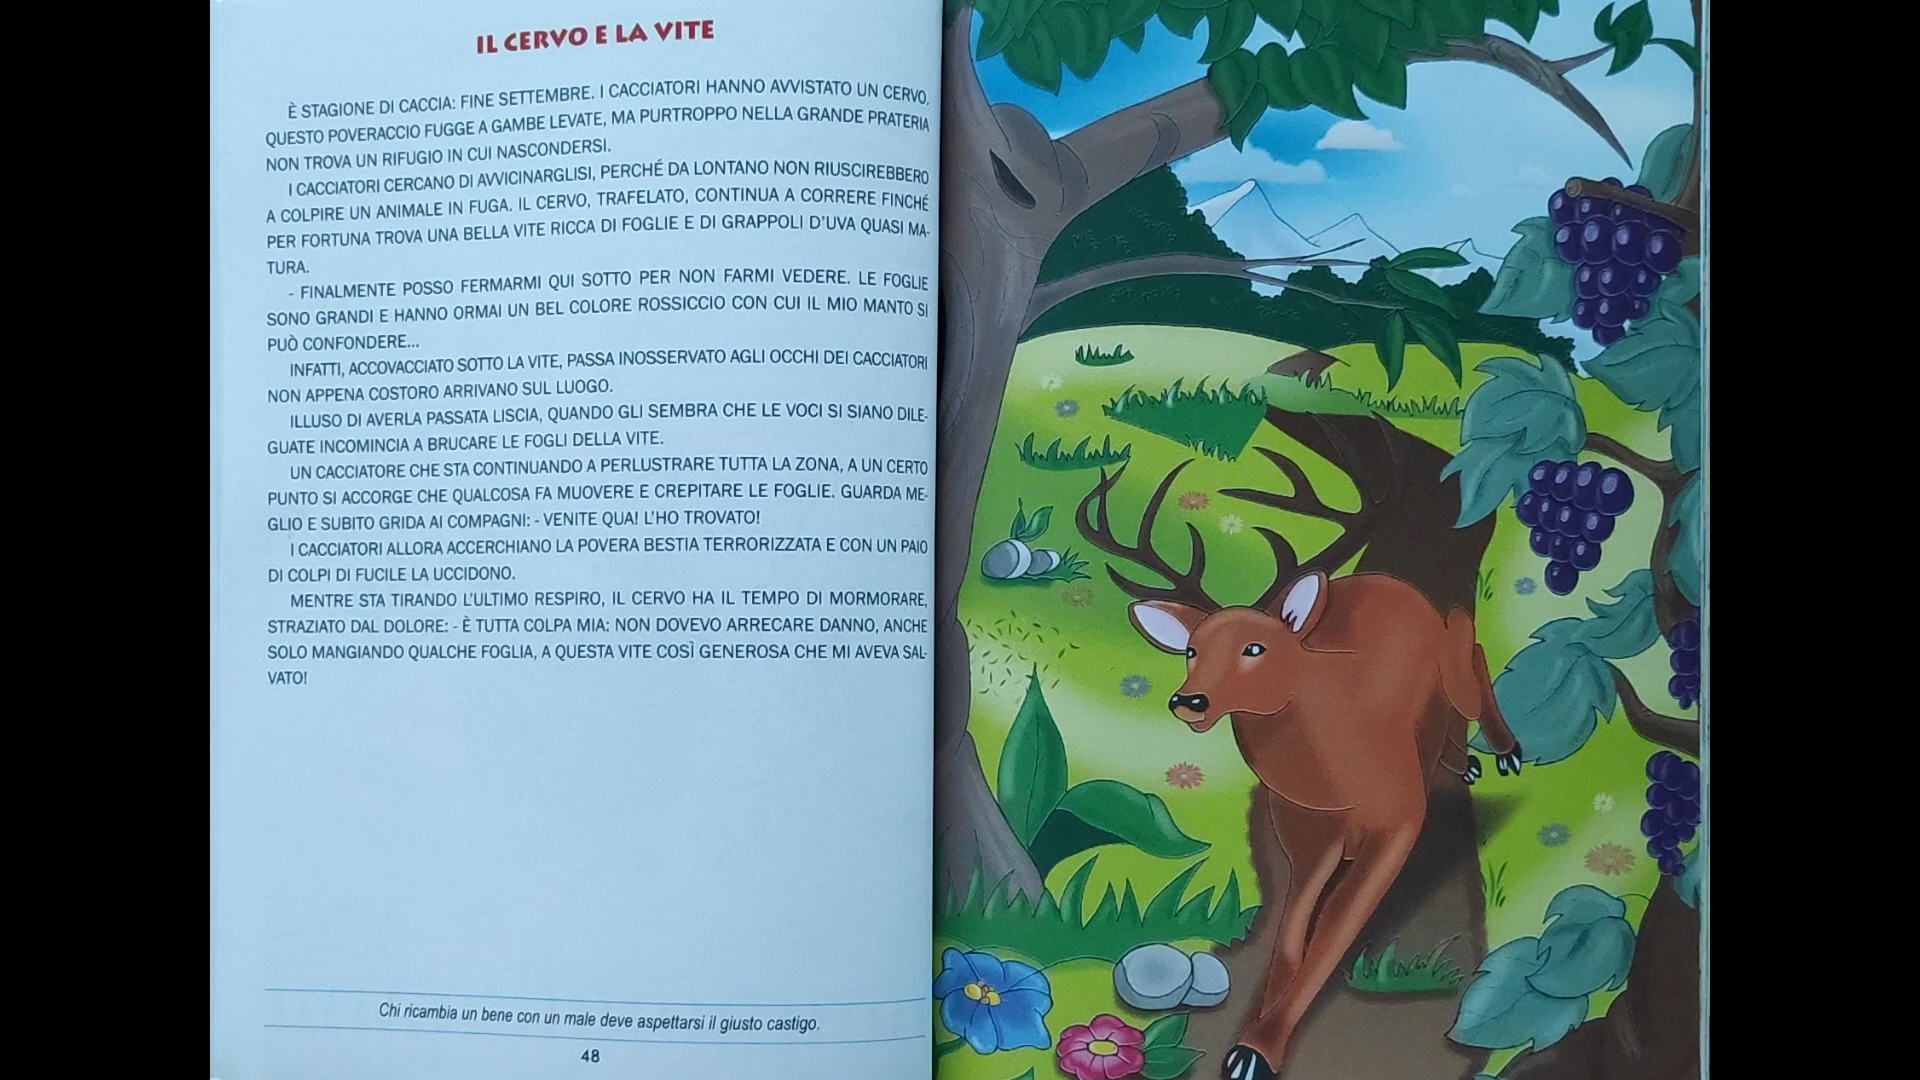 IL CERVO E LA VITE
È STAGIONE DI CACCIA: FINE SETTEMBRE. I CACCIATORI HANNO AVVISTATO UN CERVO.
QUESTO POVERACCIO FUGGE A GAMBE LEVATE, MA PURTROPPO NELLA GRANDE PRATERIA
NON TROVA UN RIFUGIO IN CUI NASCONDERSI.
I CACCIATORI CERCANO DI AVVICINARGLISI, PERCHÉ DA LONTANO NON RIUSCIREBBERO
A COLPIRE UN ANIMALE IN FUGA. IL CERVO, TRAFELATO, CONTINUA A CORRERE FINCHÉ
PER FORTUNA TROVA UNA BELLA VITE RICCA DI FOGLIE E DI GRAPPOLI D'UVA QUASI MA-
TURA.
- FINALMENTE POSSO FERMARMI QUI SOTTO PER NON FARMI VEDERE. LE FOGLIE
SONO GRANDI E HANNO ORMAI UN BEL COLORE ROSSICCIO CON CUI IL MIO MANTO SI
PUÒ CONFONDERE...
INFATTI, ACCOVACCIATO SOTTO LA VITE, PASSA INOSSERVATO AGLI OCCHI DEI CACCIATORI
NON APPENA COSTORO ARRIVANO SUL LUOGO.
ILLUSO DI AVERLA PASSATA LISCIA, QUANDO GLI SEMBRA CHE LE VOCI SI SIANO DILE-
GUATE INCOMINCIA A BRUCARE LE FOGLI DELLA VITE.
UN CACCIATORE CHE STA CONTINUANDO A PERLUSTRARE TUTTA LA ZONA, A UN CERTO
PUNTO SI ACCORGE CHE QUALCOSA FA MUOVERE E CREPITARE LE FOGLIE. GUARDA ME-
GLIO E SUBITO GRIDA AI COMPAGNI: - VENITE QUA! L'HO TROVATO!
I CACCIATORI ALLORA ACCERCHIANO LA POVERA BESTIA TERRORIZZATA E CON UN PAIO
DI COLPI DI FUCILE LA UCCIDONO.
MENTRE STA TIRANDO L'ULTIMO RESPIRO, IL CERVO HA IL TEMPO DI MORMORARE,
STRAZIATO DAL DOLORE: - È TUTTA COLPA MIA: NON DOVEVO ARRECARE DANNO, ANCHE
SOLO MANGIANDO QUALCHE FOGLIA, A QUESTA VITE COSÌ GENEROSA CHE MI AVEVA SAL-
VATO!
Chi ricambia un bene con un male deve aspettarsi il giusto castigo.
48